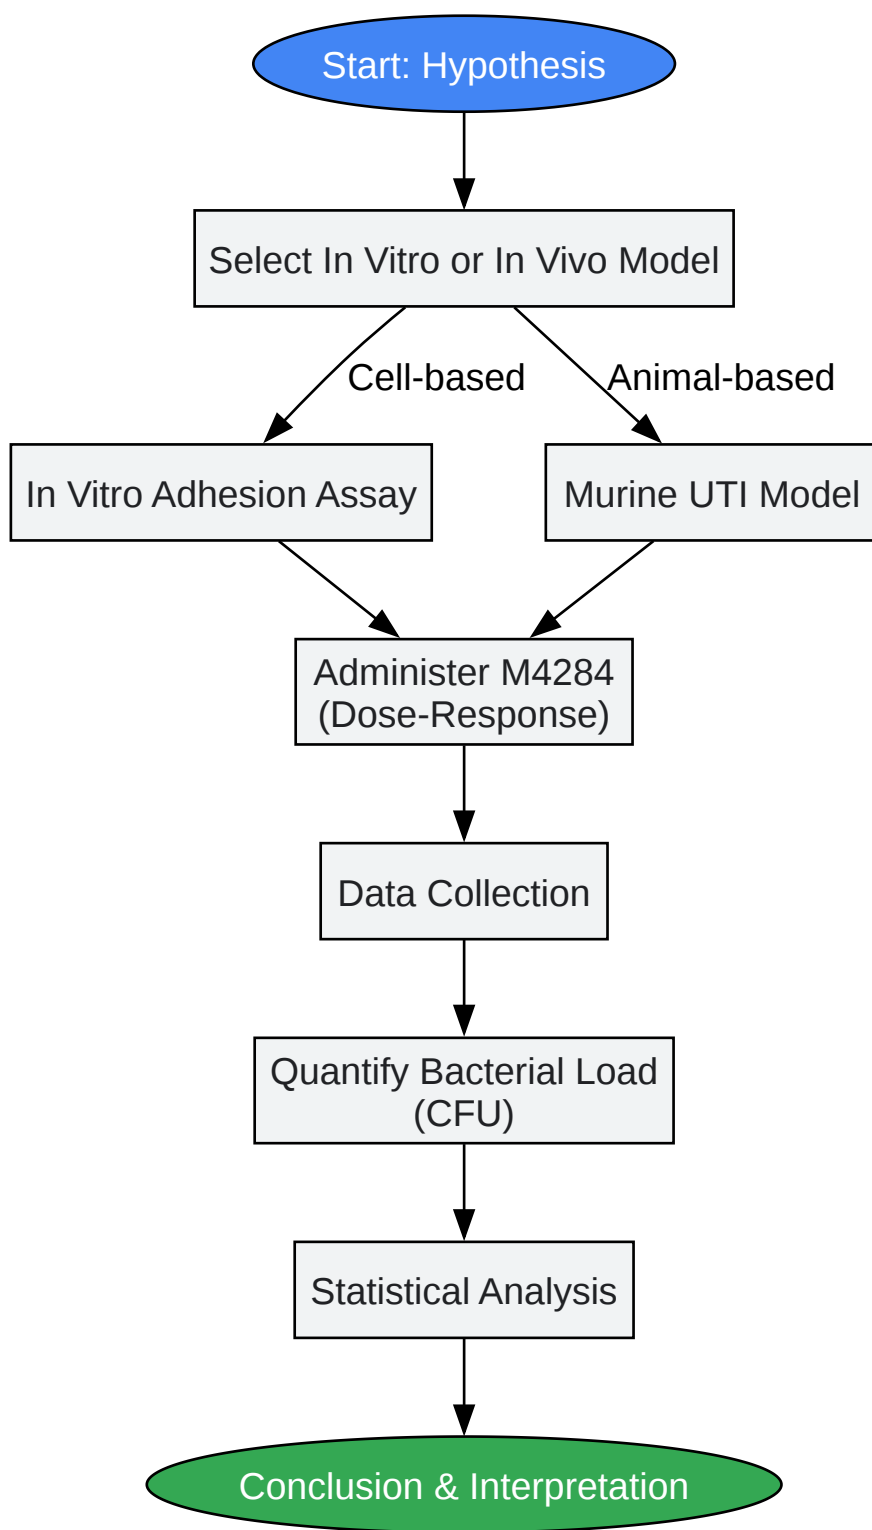 Start: Hypothesis
Select In Vitro or In Vivo Model
Cell-based
Animal-based
In Vitro Adhesion Assay
Murine UTI Model
Administer M4284
(Dose-Response)
Data Collection
Quantify Bacterial Load
(CFU)
Statistical Analysis
Conclusion & Interpretation